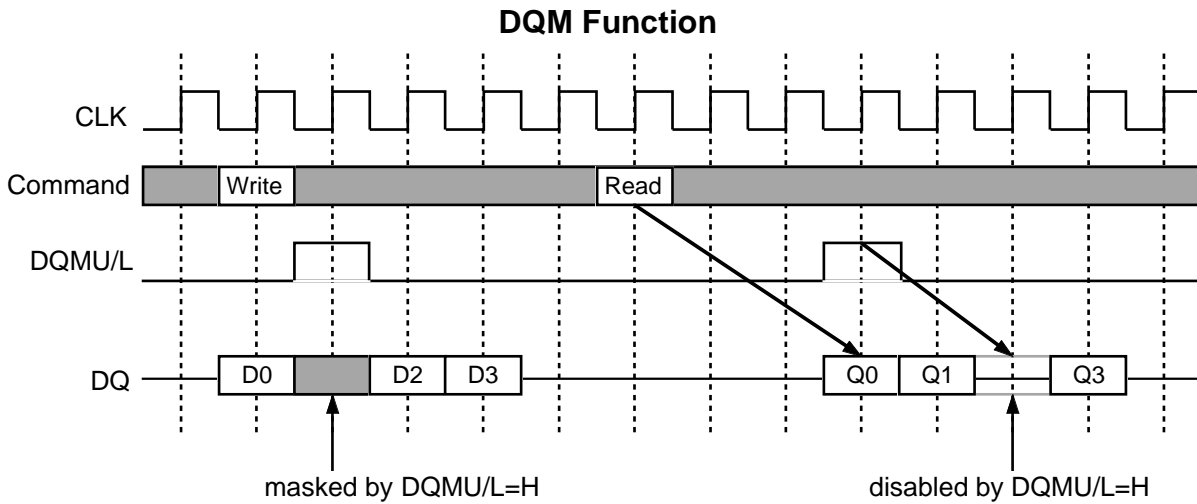 DQM Function
CLK
Command
Write
Read
DQMU/L
DQ
D0
D2
D3
Q0
Q1
Q3
masked by DQMU/L=H
disabled by DQMU/L=H